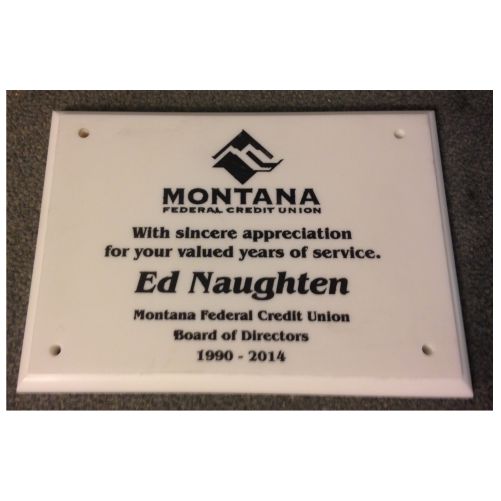 MONTANA
FEDERAL CREDIT UNION
With sincere appreciation
for your valued years of service.
Ed Naughten
Montana Federal Credit Union
Board of Directors
1990 - 2014